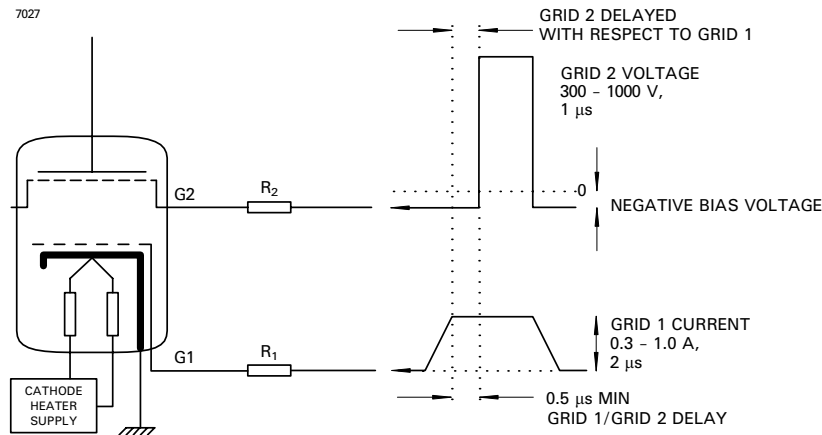 7027
GRID 2 DELAYED
WITH RESPECT TO GRID 1
GRID 2 VOLTAGE
300 – 1000 V,
1 µs
G2
R2
0
NEGATIVE BIAS VOLTAGE
G1
R1
GRID 1 CURRENT
0.3 – 1.0 A,
2 µs
CATHODE
HEATER
SUPPLY
0.5 µs MIN
GRID 1/GRID 2 DELAY